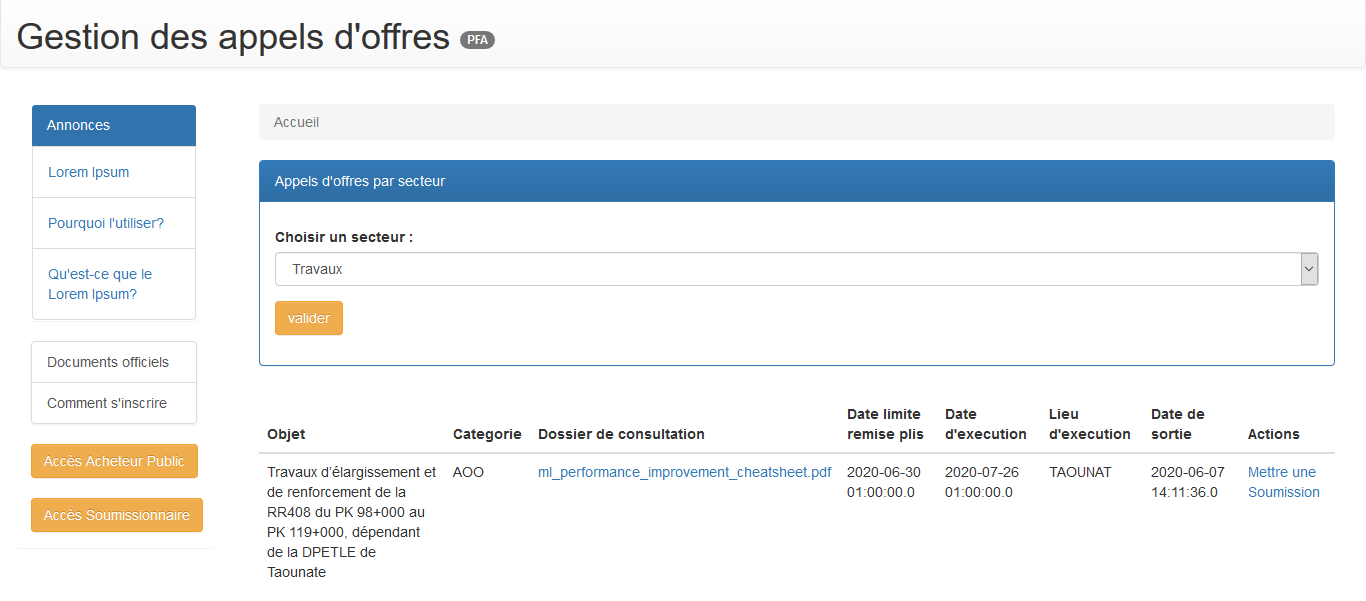 Gestion des appels d'offres PFA
Annonces
Lorem Ipsum
Pourquoi l'utiliser?
Qu'est-ce que le
Lorem Ipsum?
Documents officiels
Comment s'inscrire
Accès Acheteur Public
Accès Soumissionnaire
Accueil
Appels d'offres par secteur
Choisir un secteur :
Travaux
valider
Objet
Categorie
Dossier de consultation
Date limite
remise plis
Date
d'execution
Lieu
d'execution
Date de
sortie
Actions
Travaux d'élargissement et
de renforcement de la
RR408 du PK 98+000 au
PK 119+000, dépendant
de la DPETLE de
Taounate
AOO
ml_performance_improvement_cheatsheet.pdf
2020-06-30
01:00:00.0
2020-07-26
01:00:00.0
TAOUNAT
2020-06-07
14:11:36.0
Mettre une
Soumission